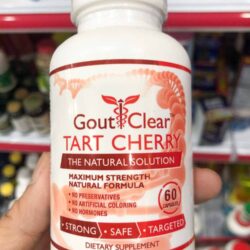 Gout Clear™
TART CHERRY
THE NATURAL SOLUTION
MAXIMUM STRENGTH
NATURAL FORMULA
• NO PRESERVATIVES
• NO ARTIFICIAL COLORING
• NO HORMONES
60
CAPSULES
• STRONG • SAFE • TARGETED
DIETARY SUPPLEMENT